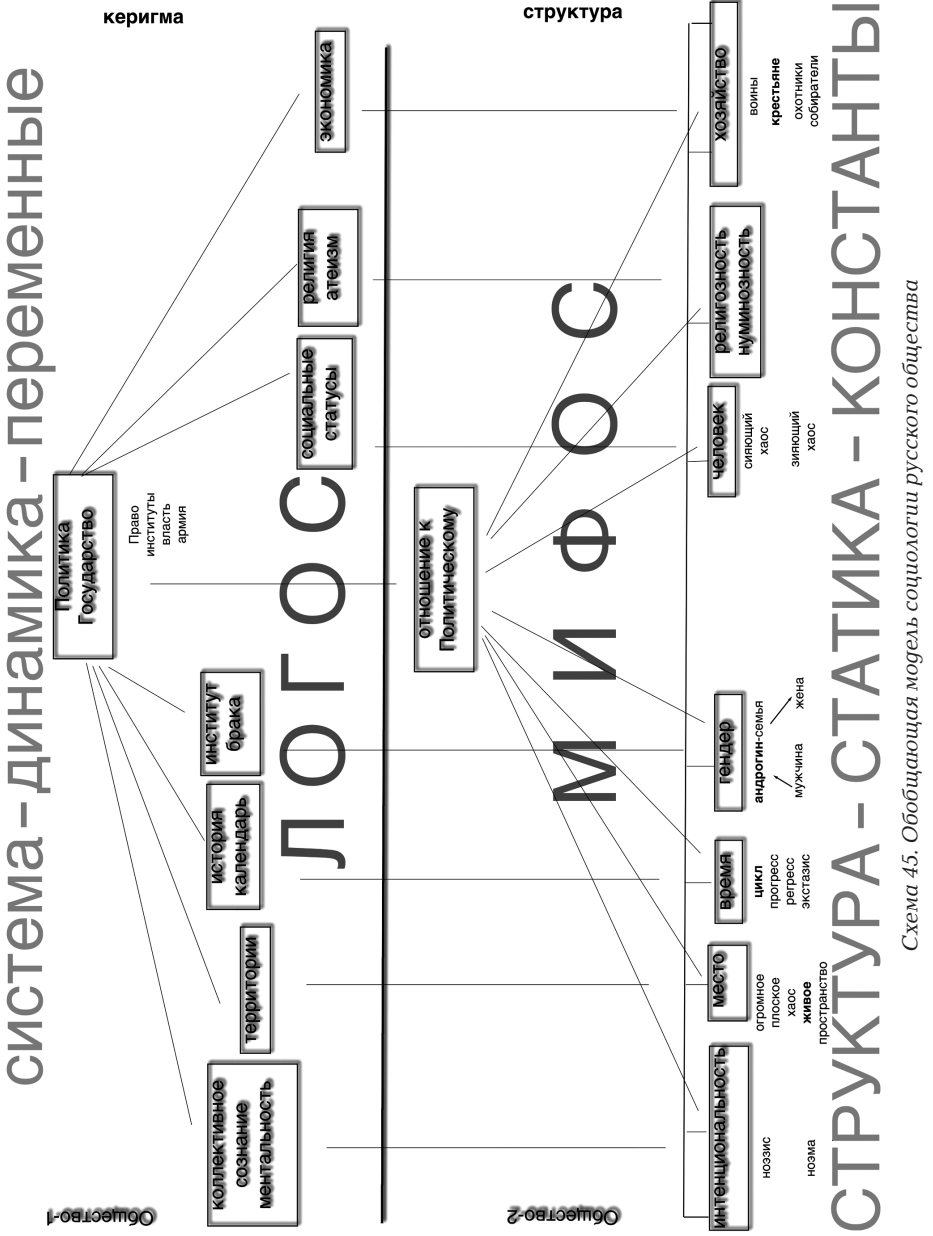 система – динамика – переменные
керигма
Общество-1
Политика
Государство
Право
институты
власть
армия
коллективное
сознание
ментальность
территории
история
календарь
институт
брака
социальные
статусы
религия
атеизм
экономика
ЛОГОС
структура
Общество-2
отношение к
Политическому
МИФОС
интенциональность
ноэзис
ноэма
место
огромное
плоское
хаос
живое
пространство
время
цикл
прогресс
регресс
экстазис
гендер
андрогин-семья
мужчина
жена
человек
сияющий
хаос
зияющий
хаос
религиозность
нуминозность
хозяйство
воины
крестьяне
охотники
собиратели
СТРУКТУРА – СТАТИКА – КОНСТАНТЫ
Схема 45. Обобщающая модель социологии русского общества